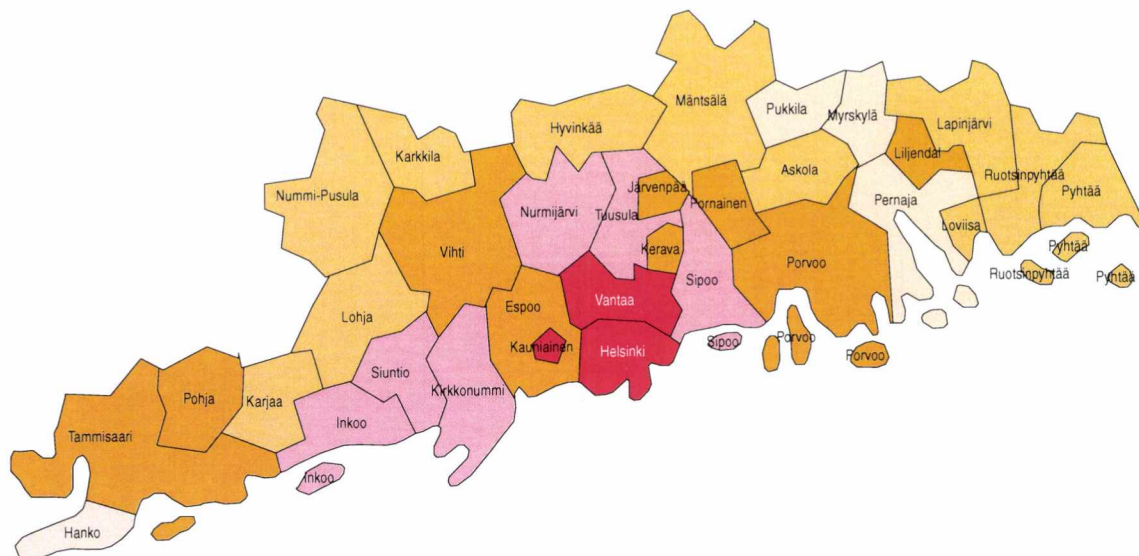 Mäntsälä
Pukkila
Myrskylä
Hyvinkää
Lapinjärvi
Karkkila
Liljendal
Askola
Ruotsinpyhtää
Nummi-Pusula
Järvenpää
Pyhtää
Nurmijärvi
Tuusula
Pornainen
Pernaja
Loviisa
Vihti
Kerava
Porvoo
Pyhtää
Sipoo
Ruotsinpyhtää
Pyhtää
Espoo
Vantaa
Lohja
Porvoo
Sipoo
Kauniainen
Helsinki
Porvoo
Siuntio
Kirkkonummi
Pohja
Karjaa
Inkoo
Tammisaari
Inkoo
Hanko